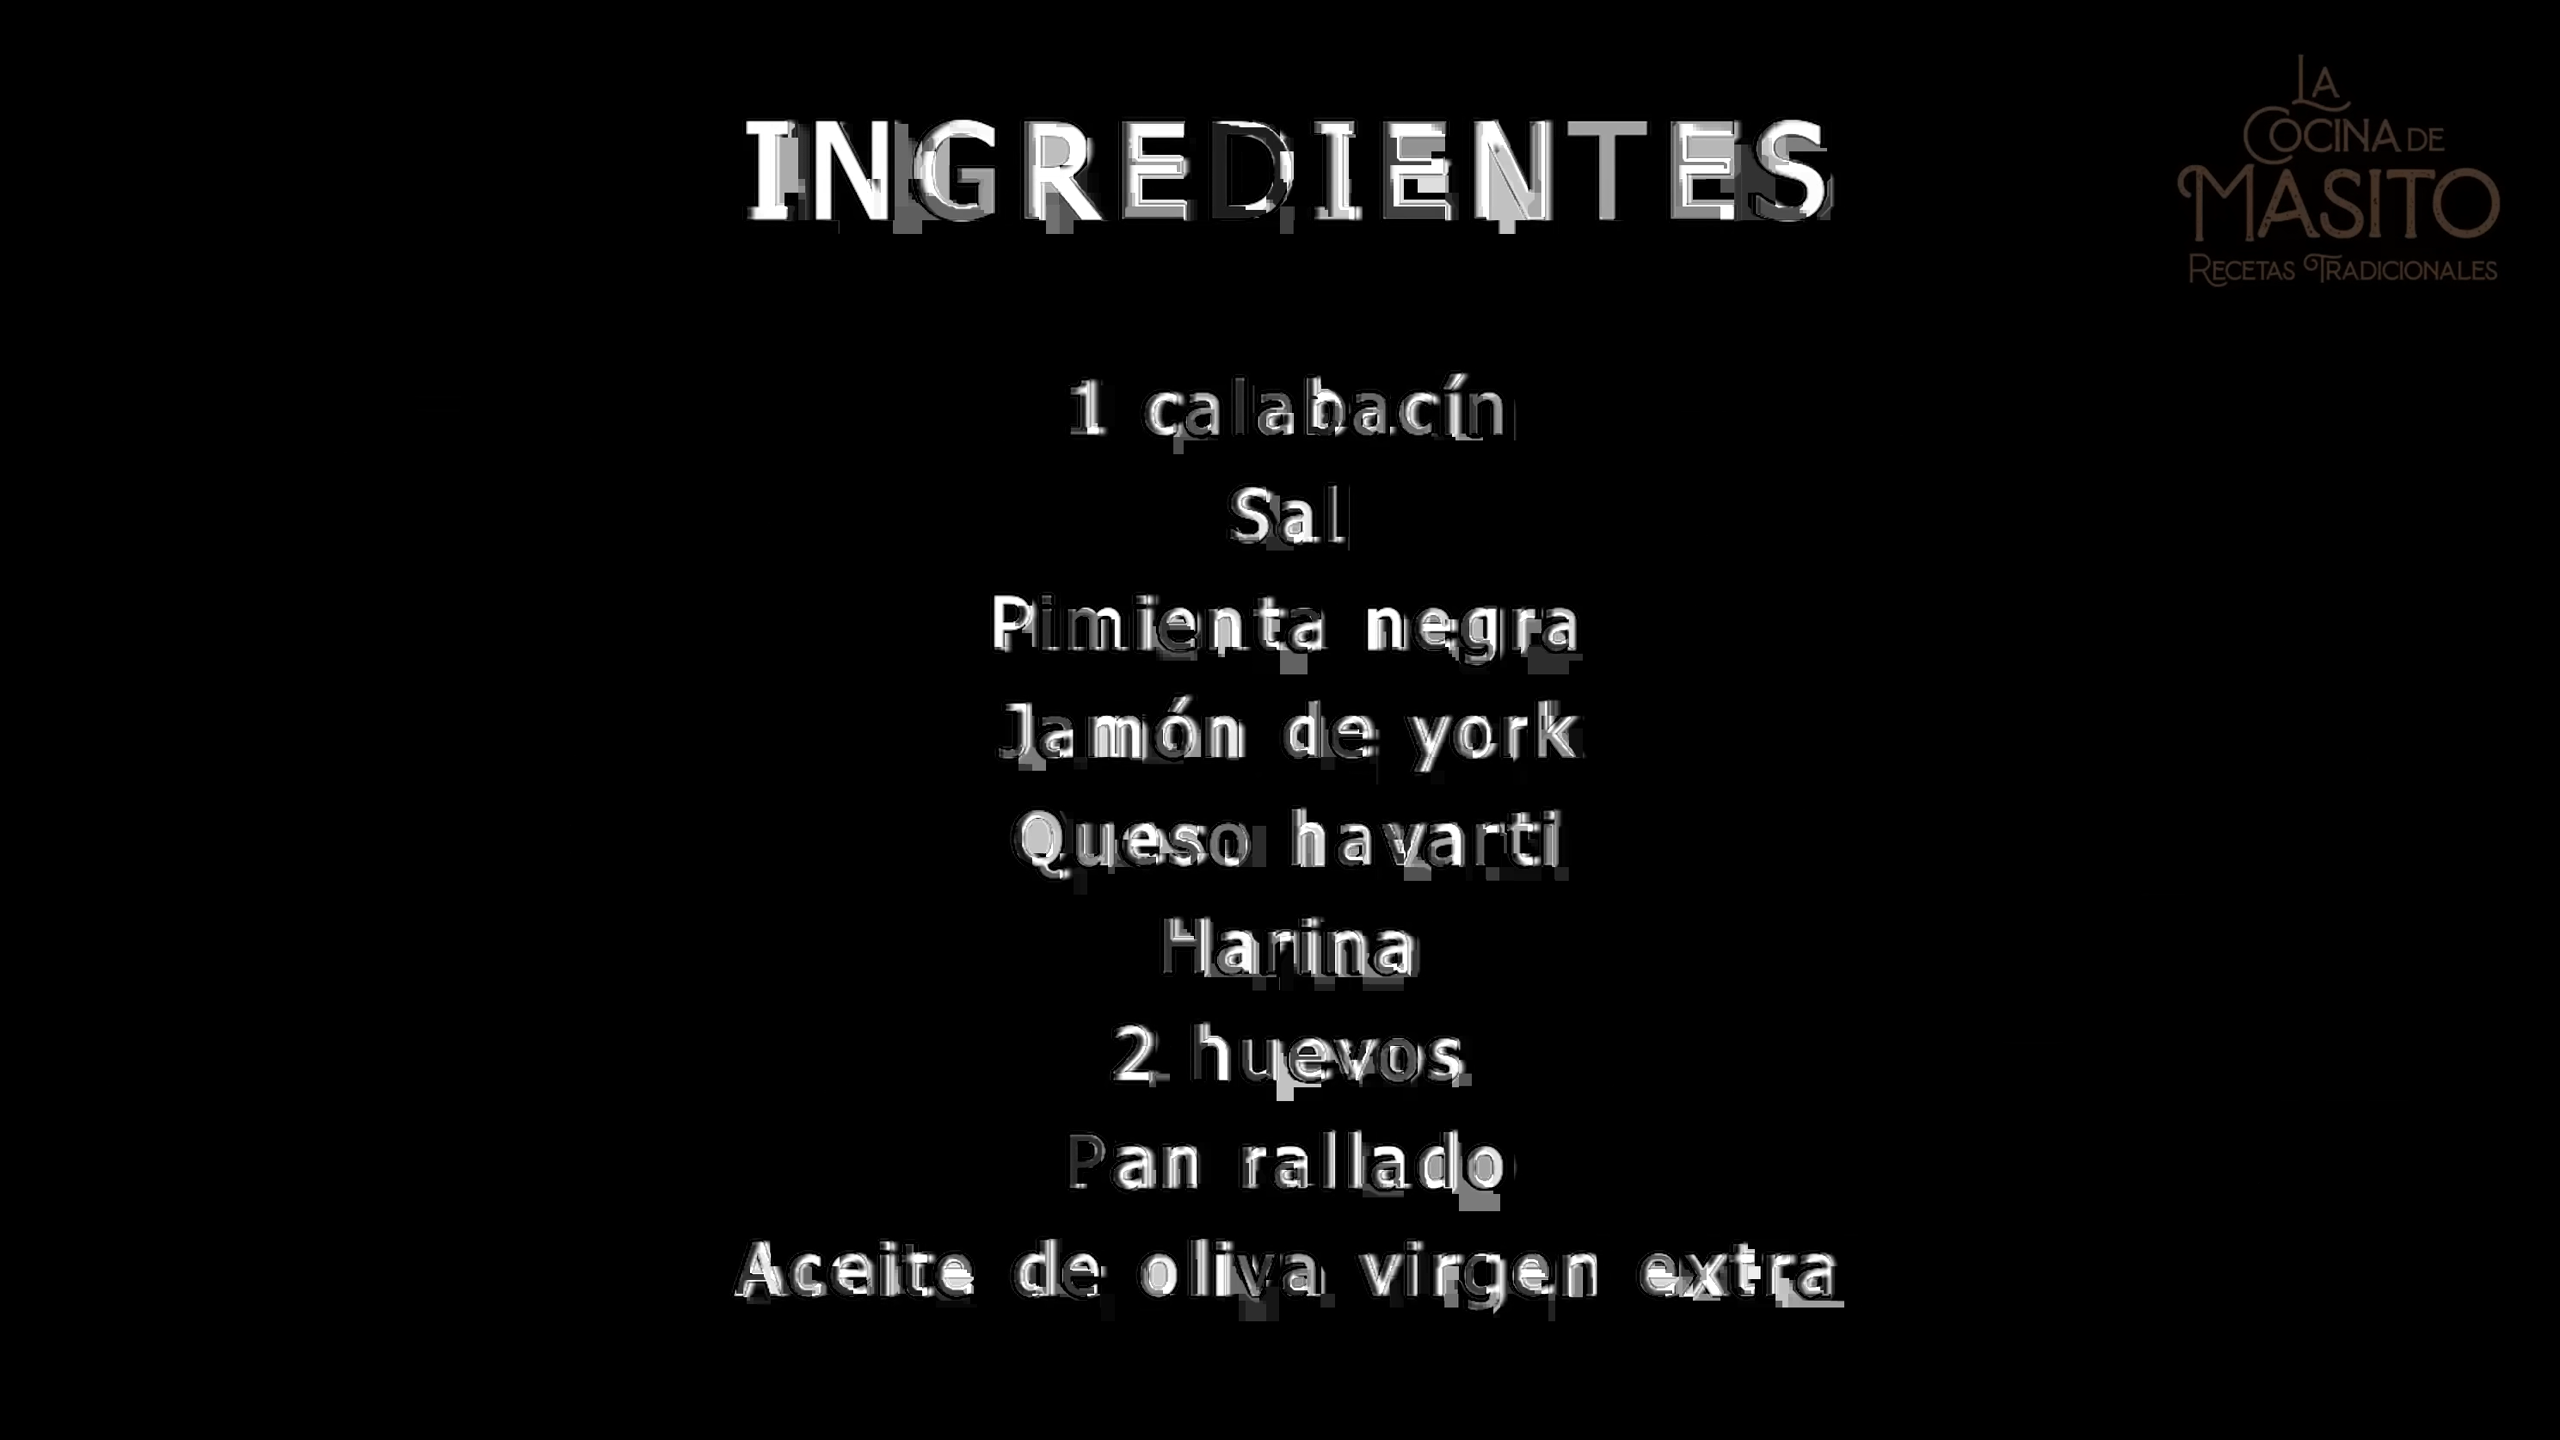 INGREDIENTES
LA
COCINA DE
MASITO
RECETAS TRADICIONALES
1 calabacín
Sal
Pimienta negra
Jamón de york
Queso havarti
Harina
2 huevos
Pan rallado
Aceite de oliva virgen extra